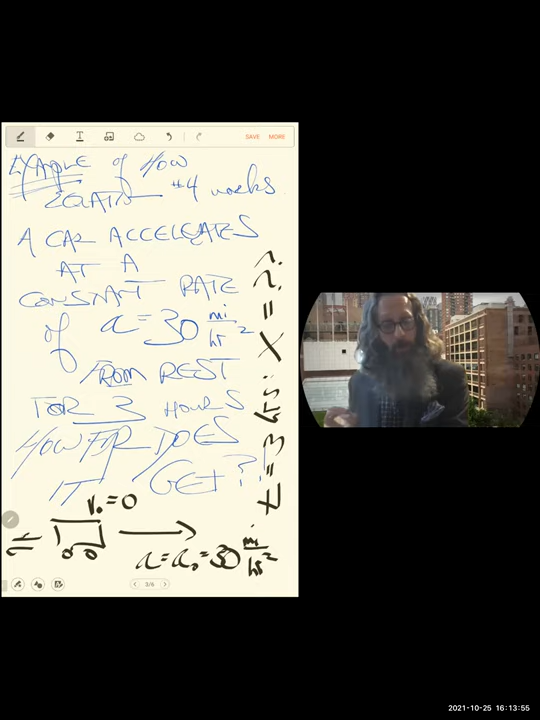 SAVE MORE
EXAMPLE of HOW
EQUATION #4 works
A CAR ACCELERATES
AT A
CONSTANT RATE
of a = 30 mi/hr²
FROM REST
FOR 3 HOURS
HOW FAR DOES
IT GET?
t = 3 hrs: X = ?
V₀ = 0
a = a₀ = 30 mi/hr²
3/6
2021-10-25 16:13:55